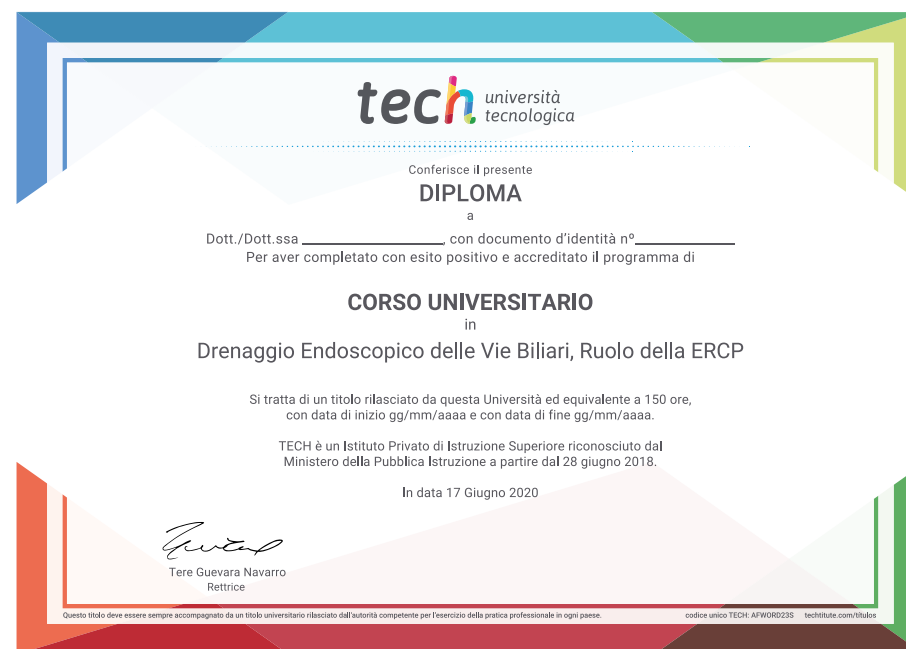 tech università
tecnologica
Conferisce il presente
DIPLOMA
a
Dott./Dott.ssa ____________________, con documento d'identità nº______________
Per aver completato con esito positivo e accreditato il programma di
CORSO UNIVERSITARIO
in
Drenaggio Endoscopico delle Vie Biliari, Ruolo della ERCP
Si tratta di un titolo rilasciato da questa Università ed equivalente a 150 ore,
con data di inizio gg/mm/aaaa e con data di fine gg/mm/aaaa.
TECH è un Istituto Privato di Istruzione Superiore riconosciuto dal
Ministero della Pubblica Istruzione a partire dal 28 giugno 2018.
In data 17 Giugno 2020
Tere Guevara Navarro
Rettrice
Questo titolo deve essere sempre accompagnato da un titolo universitario rilasciato dall'autorità competente per l'esercizio della pratica professionale in ogni paese. codice unico TECH: AFWORD23S techtitute.com/titulos